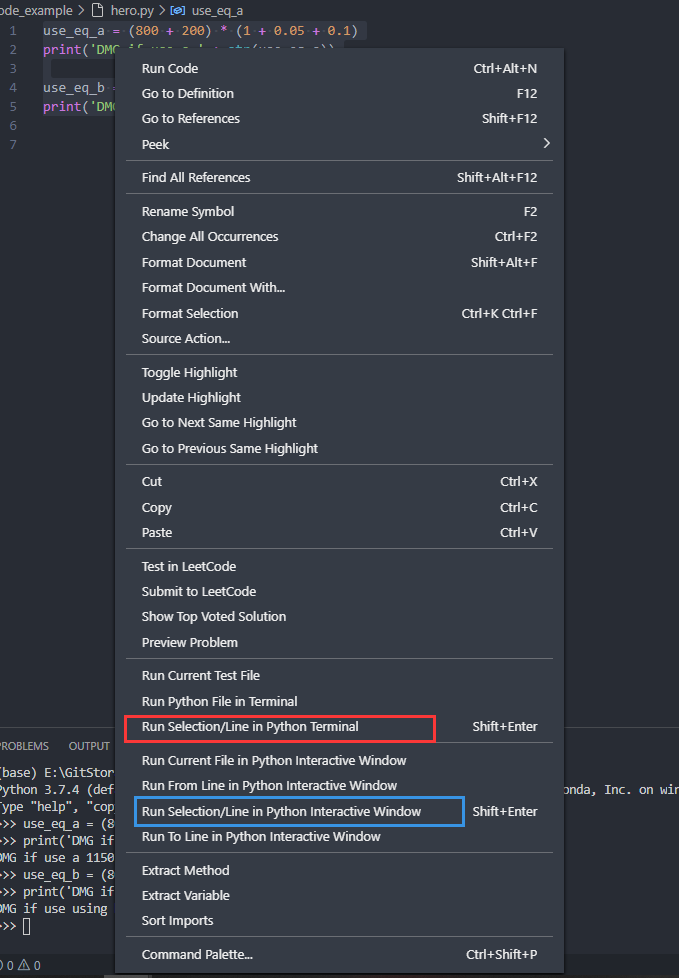 ode_example > hero.py > use_eq_a
1 use_eq_a = (800 + 200) * (1 + 0.05 + 0.1)
2 print('DMG if use a
3
4 use_eq_b =
5 print('DMG
6
7
Run Code Ctrl+Alt+N
Go to Definition F12
Go to References Shift+F12
Peek
Find All References Shift+Alt+F12
Rename Symbol F2
Change All Occurrences Ctrl+F2
Format Document Shift+Alt+F
Format Document With...
Format Selection Ctrl+K Ctrl+F
Source Action...
Toggle Highlight
Update Highlight
Go to Next Same Highlight
Go to Previous Same Highlight
Cut Ctrl+X
Copy Ctrl+C
Paste Ctrl+V
Test in LeetCode
Submit to LeetCode
Show Top Voted Solution
Preview Problem
Run Current Test File
Run Python File in Terminal
Run Selection/Line in Python Terminal Shift+Enter
Run Current File in Python Interactive Window
Run From Line in Python Interactive Window
Run Selection/Line in Python Interactive Window Shift+Enter
Run To Line in Python Interactive Window
Extract Method
Extract Variable
Sort Imports
Command Palette... Ctrl+Shift+P
PROBLEMS OUTPUT
(base) E:\GitStor
Python 3.7.4 (def onda, Inc. on win
Type "help", "cop
>>> use_eq_a = (8
>>> print('DMG if
DMG if use a 1150
>>> use_eq_b = (8
>>> print('DMG if
DMG if use using
>>>
0 0